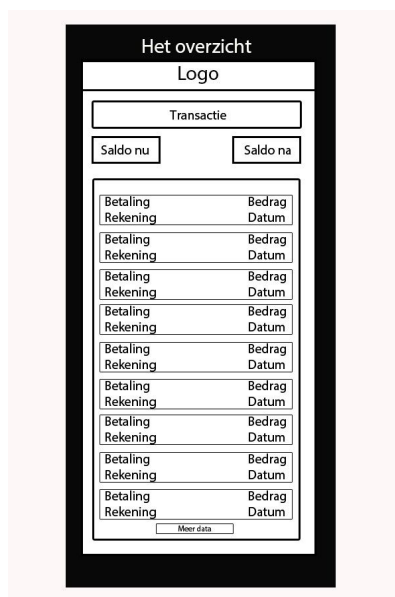 Het overzicht
Logo
Transactie
Saldo nu Saldo na
Betaling Bedrag
Rekening Datum
Betaling Bedrag
Rekening Datum
Betaling Bedrag
Rekening Datum
Betaling Bedrag
Rekening Datum
Betaling Bedrag
Rekening Datum
Betaling Bedrag
Rekening Datum
Betaling Bedrag
Rekening Datum
Betaling Bedrag
Rekening Datum
Betaling Bedrag
Rekening Datum
Meer data